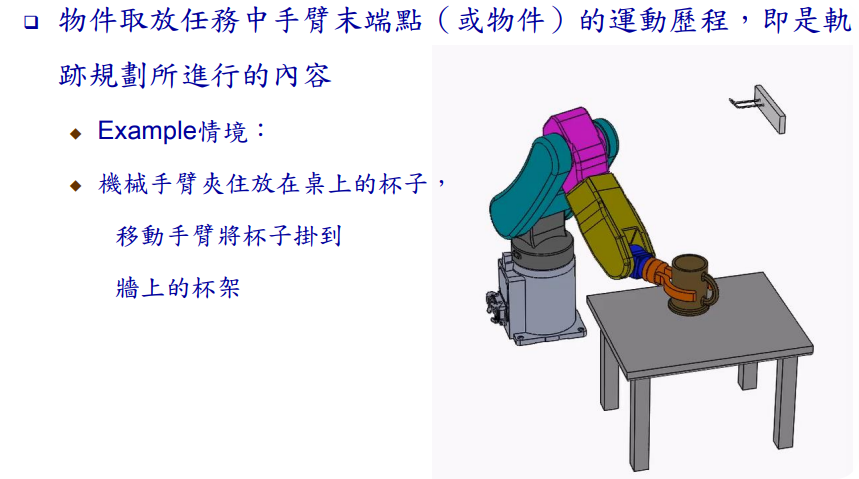 物件取放任務中手臂末端點（或物件）的運動歷程，即是軌
跡規劃所進行的內容
Example情境：
機械手臂夾住放在桌上的杯子，
移動手臂將杯子掛到
牆上的杯架